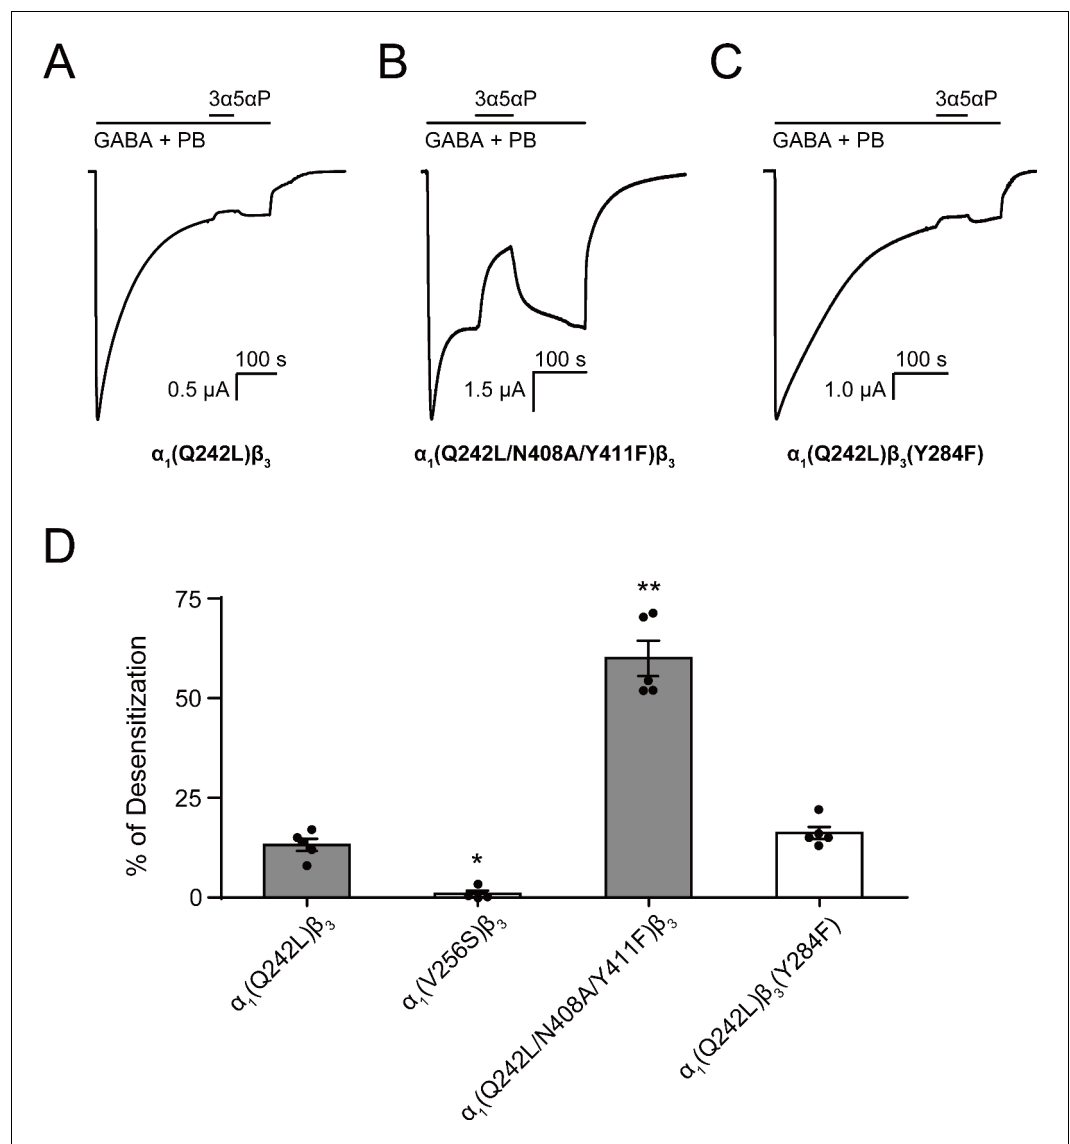 A
3α5αP
GABA + PB
100 s
0.5 µA
α₁(Q242L)β₃
B
3α5αP
GABA + PB
100 s
1.5 µA
α₁(Q242L/N408A/Y411F)β₃
C
3α5αP
GABA + PB
100 s
1.0 µA
α₁(Q242L)β₃(Y284F)
D
% of Desensitization
75
50
25
0
*
**
α₁(Q242L)β₃
α₁(V256S)β₃
α₁(Q242L/N408A/Y411F)β₃
α₁(Q242L)β₃(Y284F)